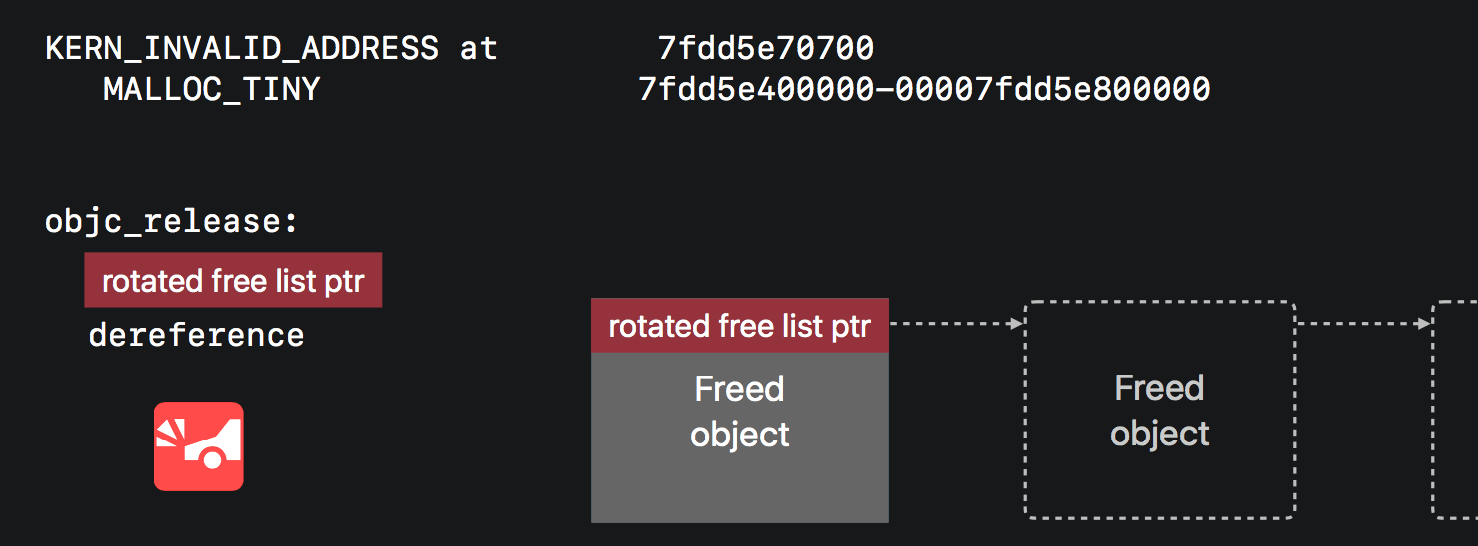 KERN_INVALID_ADDRESS at 7fdd5e70700
MALLOC_TINY 7fdd5e400000-00007fdd5e800000
objc_release:
rotated free list ptr
dereference
rotated free list ptr
Freed
object
Freed
object